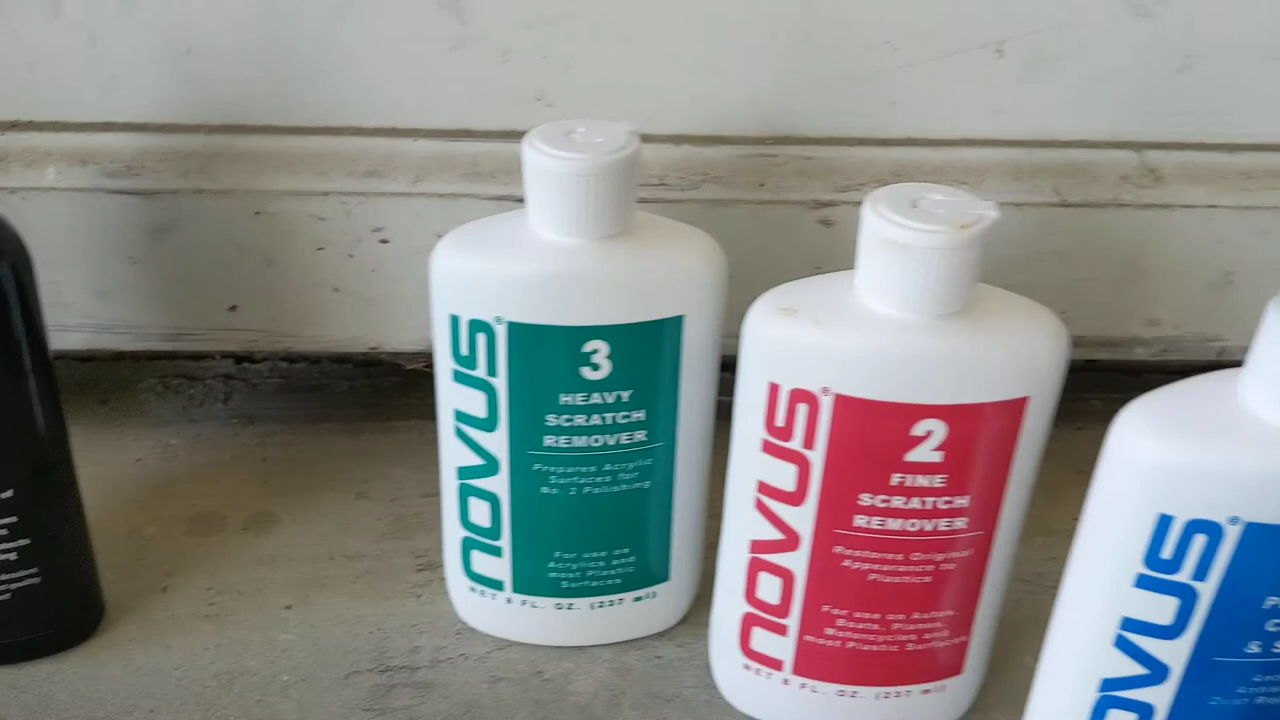 NOVUS®
3
HEAVY
SCRATCH
REMOVER
Prepares Acrylic
Surfaces for
No. 2 Polishing
For use on
Acrylics and
most Plastic
Surfaces
NET 8 FL. OZ. (237 ml)
NOVUS®
2
FINE
SCRATCH
REMOVER
Restores Original
Appearance to
Plastics
For use on Autos,
Boats, Planes,
Motorcycles and
most Plastic Surfaces
NET 8 FL. OZ. (237 ml)
OVUS®
P
C
& S